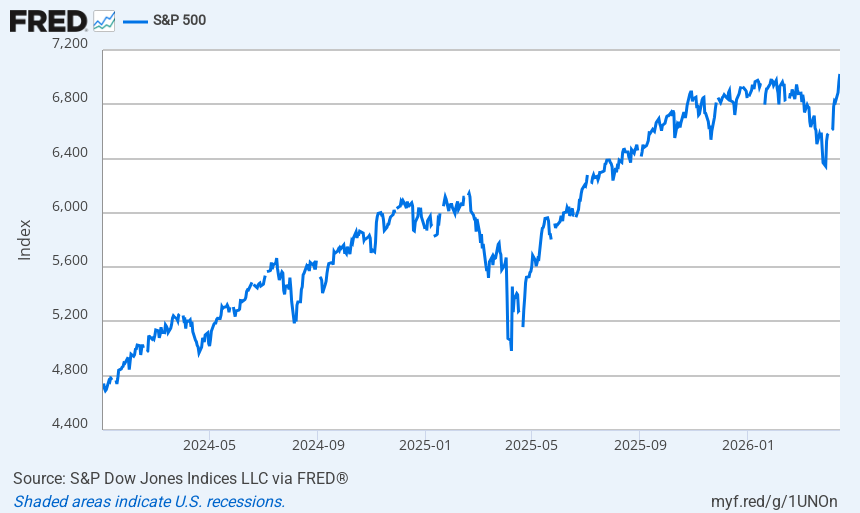 FRED® S&P 500
7,200
6,800
6,400
6,000
5,600
5,200
4,800
4,400
Index
2024-05 2024-09 2025-01 2025-05 2025-09 2026-01
Source: S&P Dow Jones Indices LLC via FRED®
Shaded areas indicate U.S. recessions.
myf.red/g/1UNOn